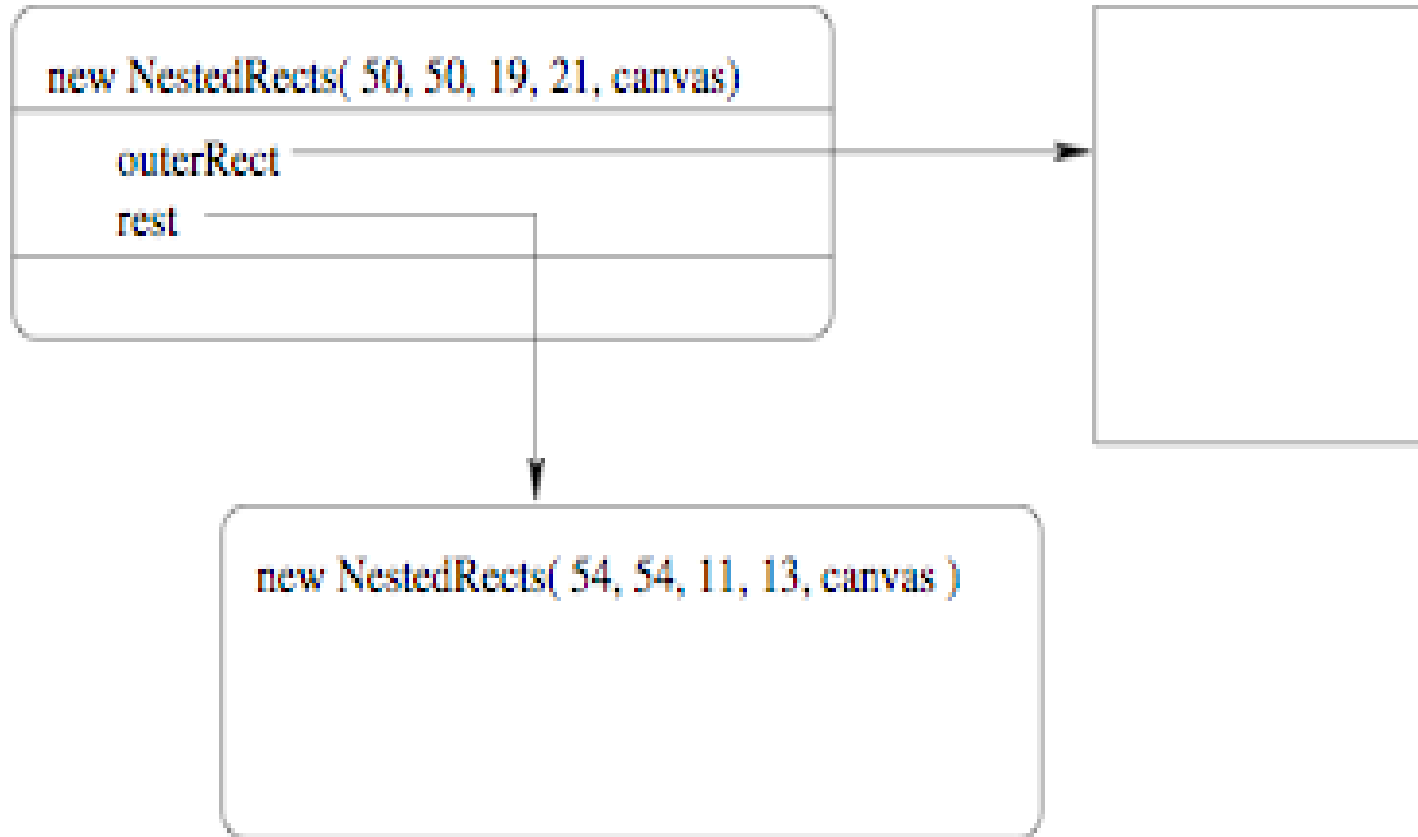 new NestedRects( 50, 50, 19, 21, canvas)
outerRect
rest
new NestedRects( 54, 54, 11, 13, canvas )